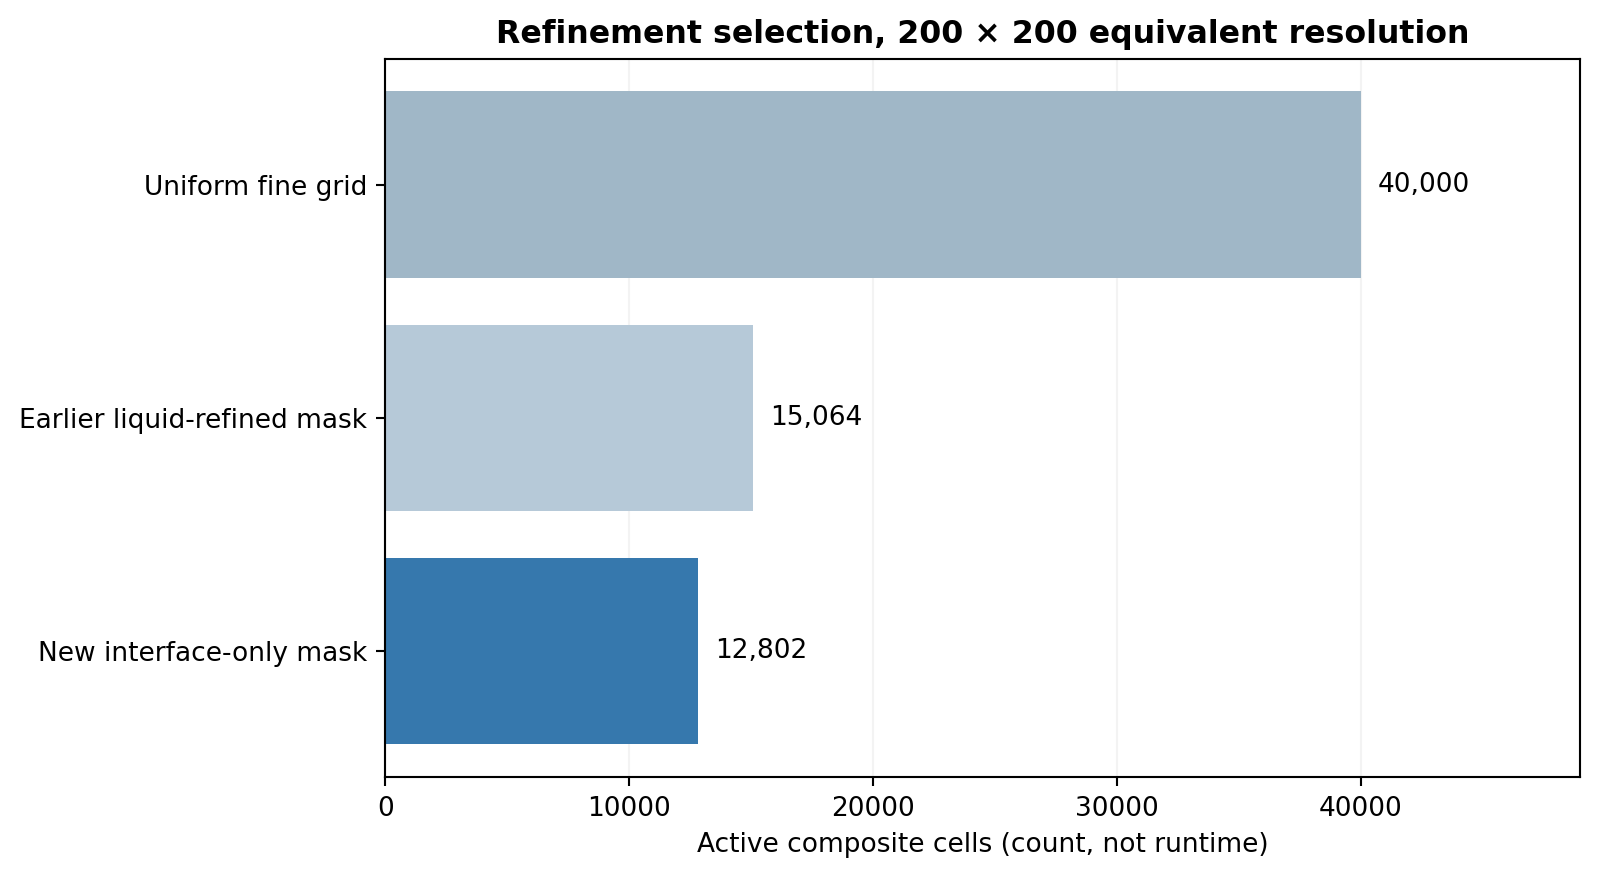 Refinement selection, 200 × 200 equivalent resolution
Uniform fine grid
40,000
Earlier liquid-refined mask
15,064
New interface-only mask
12,802
0 10000 20000 30000 40000
Active composite cells (count, not runtime)